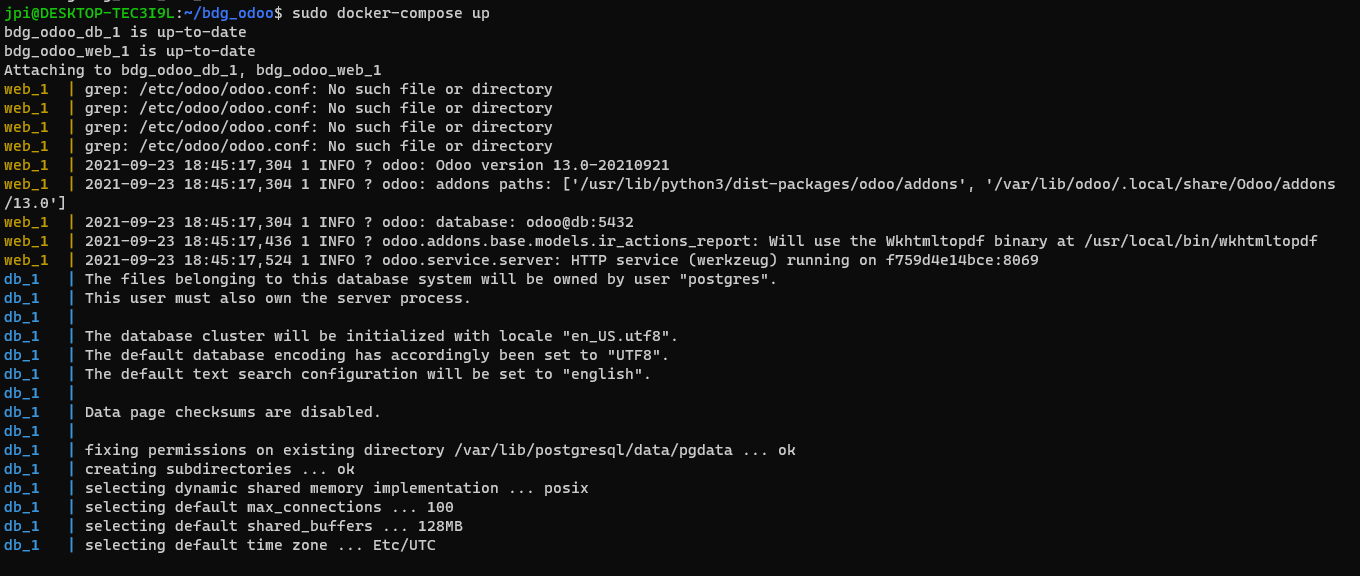 jpi@DESKTOP-TEC3I9L:~/bdg_odoo$ sudo docker-compose up
bdg_odoo_db_1 is up-to-date
bdg_odoo_web_1 is up-to-date
Attaching to bdg_odoo_db_1, bdg_odoo_web_1
web_1  | grep: /etc/odoo/odoo.conf: No such file or directory
web_1  | grep: /etc/odoo/odoo.conf: No such file or directory
web_1  | grep: /etc/odoo/odoo.conf: No such file or directory
web_1  | grep: /etc/odoo/odoo.conf: No such file or directory
web_1  | 2021-09-23 18:45:17,304 1 INFO ? odoo: Odoo version 13.0-20210921
web_1  | 2021-09-23 18:45:17,304 1 INFO ? odoo: addons paths: ['/usr/lib/python3/dist-packages/odoo/addons', '/var/lib/odoo/.local/share/Odoo/addons
/13.0']
web_1  | 2021-09-23 18:45:17,304 1 INFO ? odoo: database: odoo@db:5432
web_1  | 2021-09-23 18:45:17,436 1 INFO ? odoo.addons.base.models.ir_actions_report: Will use the Wkhtmltopdf binary at /usr/local/bin/wkhtmltopdf
web_1  | 2021-09-23 18:45:17,524 1 INFO ? odoo.service.server: HTTP service (werkzeug) running on f759d4e14bce:8069
db_1   | The files belonging to this database system will be owned by user "postgres".
db_1   | This user must also own the server process.
db_1   |
db_1   | The database cluster will be initialized with locale "en_US.utf8".
db_1   | The default database encoding has accordingly been set to "UTF8".
db_1   | The default text search configuration will be set to "english".
db_1   |
db_1   | Data page checksums are disabled.
db_1   |
db_1   | fixing permissions on existing directory /var/lib/postgresql/data/pgdata ... ok
db_1   | creating subdirectories ... ok
db_1   | selecting dynamic shared memory implementation ... posix
db_1   | selecting default max_connections ... 100
db_1   | selecting default shared_buffers ... 128MB
db_1   | selecting default time zone ... Etc/UTC